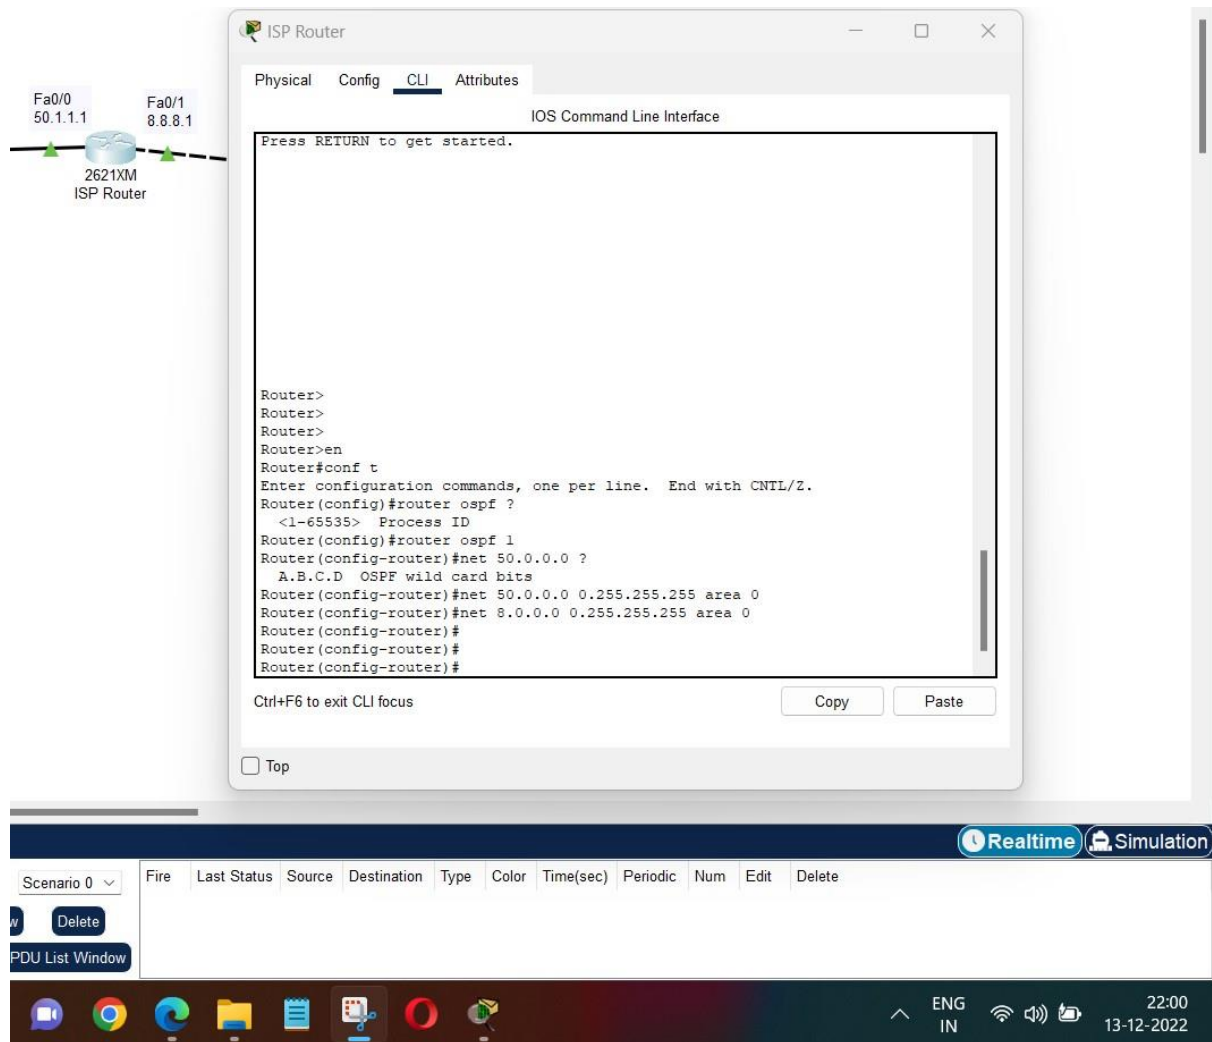 ISP Router
Physical Config CLI Attributes
IOS Command Line Interface
Fa0/0
50.1.1.1
Fa0/1
8.8.8.1
2621XM
ISP Router
Press RETURN to get started.
Router>
Router>
Router>
Router>en
Router#conf t
Enter configuration commands, one per line.  End with CNTL/Z.
Router(config)#router ospf ?
  <1-65535>  Process ID
Router(config)#router ospf 1
Router(config-router)#net 50.0.0.0 ?
  A.B.C.D  OSPF wild card bits
Router(config-router)#net 50.0.0.0 0.255.255.255 area 0
Router(config-router)#net 8.0.0.0 0.255.255.255 area 0
Router(config-router)#
Router(config-router)#
Router(config-router)#
Ctrl+F6 to exit CLI focus
Copy Paste
Top
Realtime Simulation
Scenario 0
Fire Last Status Source Destination Type Color Time(sec) Periodic Num Edit Delete
Delete
PDU List Window
ENG
IN
22:00
13-12-2022